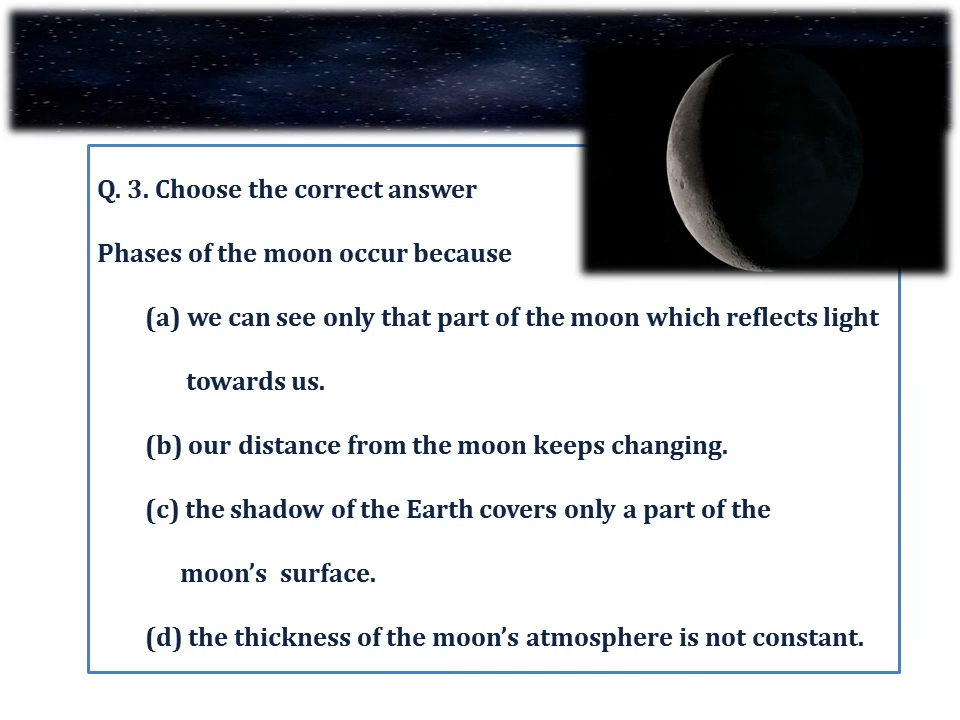 Q. 3. Choose the correct answer
Phases of the moon occur because
(a) we can see only that part of the moon which reflects light
towards us.
(b) our distance from the moon keeps changing.
(c) the shadow of the Earth covers only a part of the
moon’s surface.
(d) the thickness of the moon’s atmosphere is not constant.